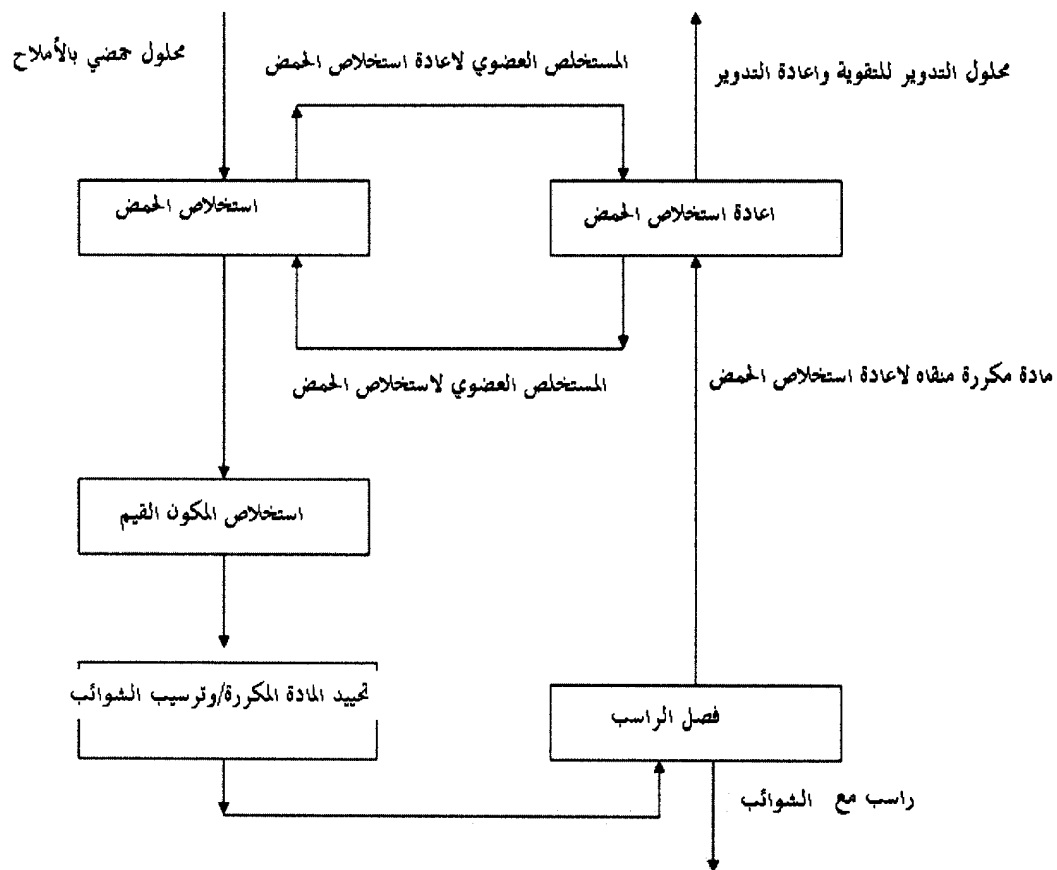 محلول حمضي بالأملاح
المستخلص العضوي لاعادة استخلاص الحمض
محلول التدوير للتقوية واعادة التدوير
استخلاص الحمض
اعادة استخلاص الحمض
المستخلص العضوي لاستخلاص الحمض
مادة مكررة منقاه لاعادة استخلاص الحمض
استخلاص المكون القيم
تحييد المادة المكررة/وترسيب الشوائب
فصل الراسب
راسب مع الشوائب